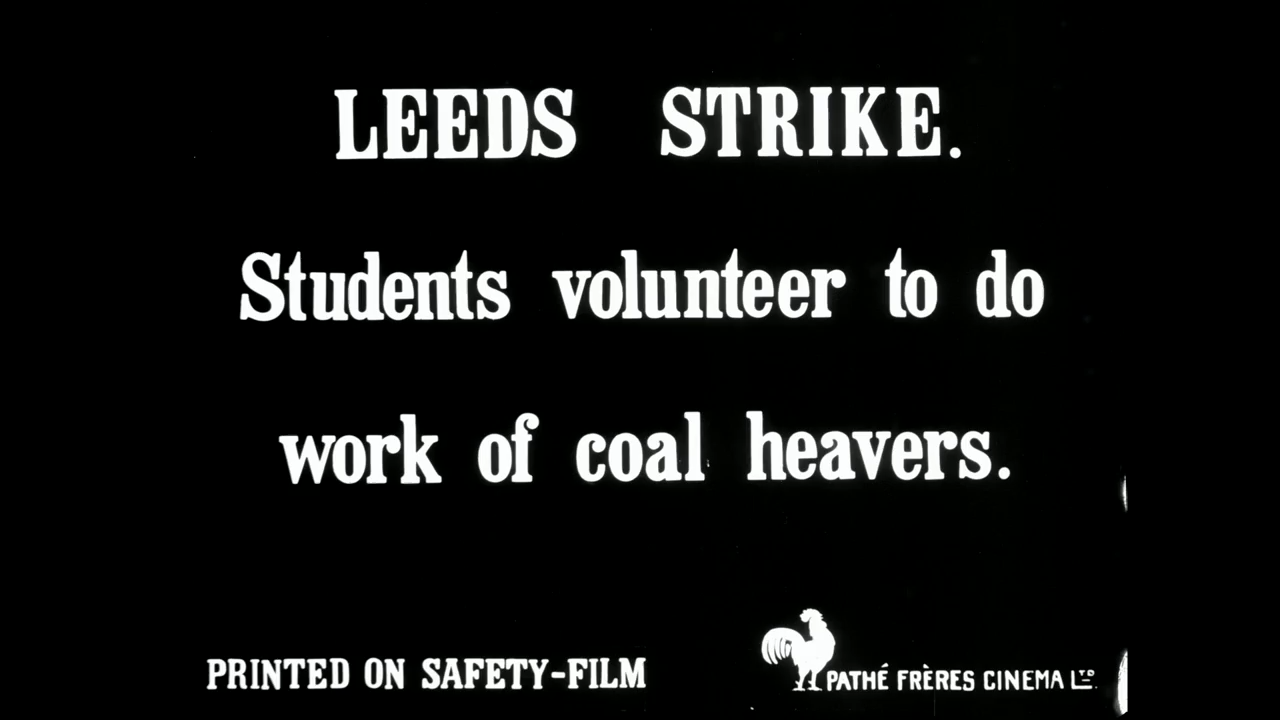 LEEDS STRIKE.
Students volunteer to do
work of coal heavers.
PRINTED ON SAFETY-FILM
PATHÉ FRÈRES CINEMA LTD.